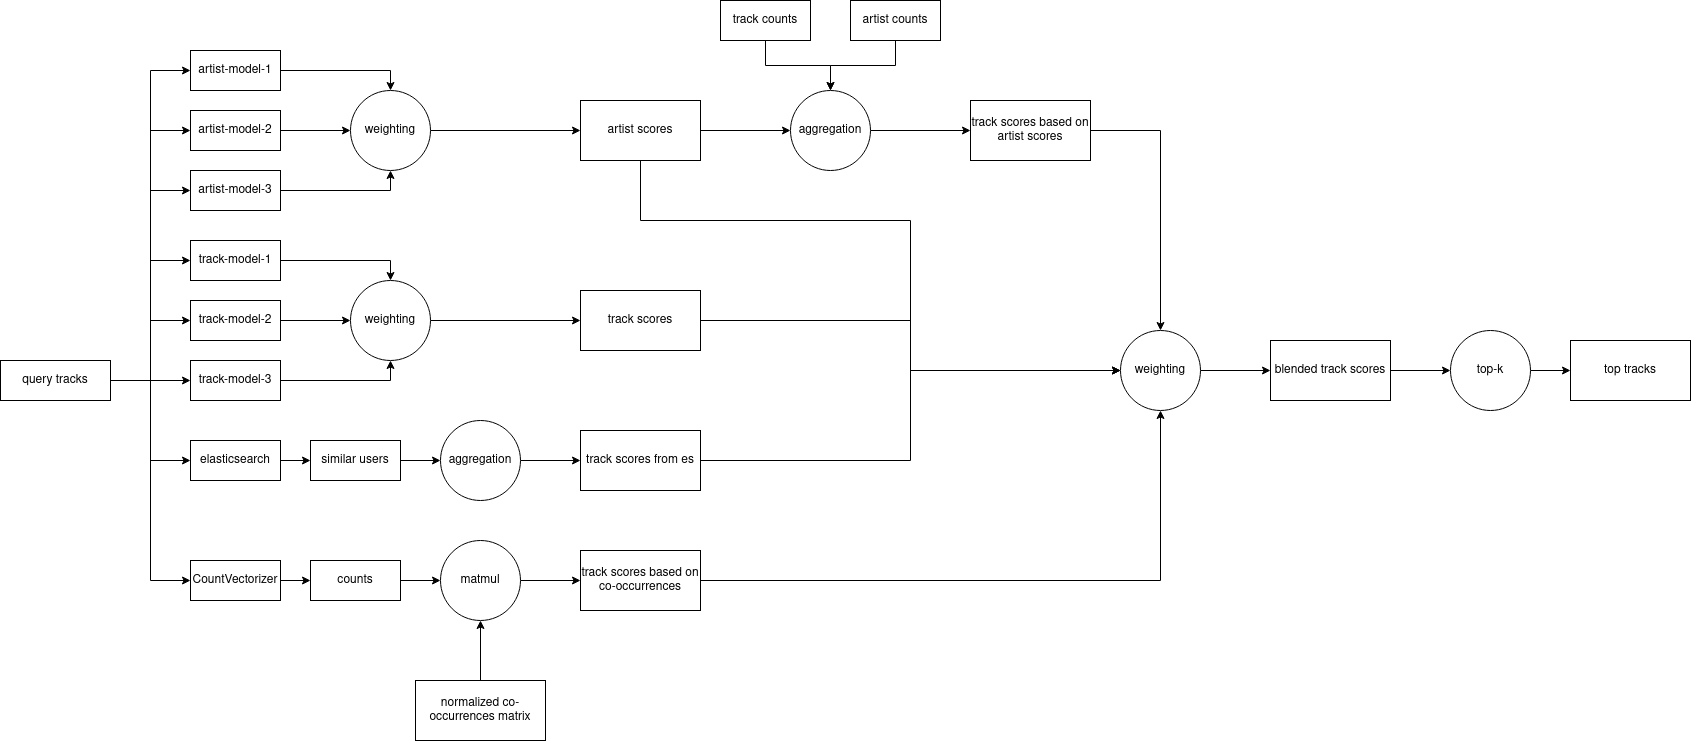 track counts
artist counts
artist-model-1
artist-model-2
artist-model-3
weighting
artist scores
aggregation
track scores based on
artist scores
track-model-1
track-model-2
track-model-3
weighting
track scores
query tracks
weighting
blended track scores
top-k
top tracks
elasticsearch
similar users
aggregation
track scores from es
CountVectorizer
counts
matmul
track scores based on
co-occurrences
normalized co-
occurrences matrix